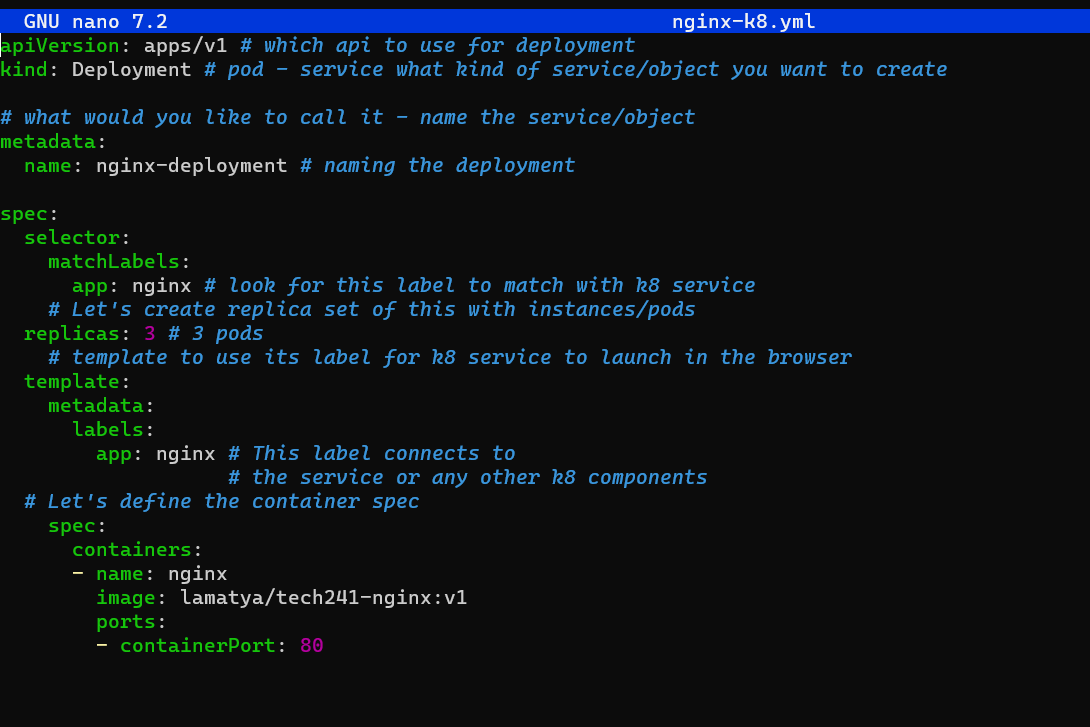 GNU nano 7.2 nginx-k8.yml
apiVersion: apps/v1 # which api to use for deployment
kind: Deployment # pod - service what kind of service/object you want to create
# what would you like to call it - name the service/object
metadata:
  name: nginx-deployment # naming the deployment
spec:
  selector:
    matchLabels:
      app: nginx # look for this label to match with k8 service
    # Let's create replica set of this with instances/pods
  replicas: 3 # 3 pods
    # template to use its label for k8 service to launch in the browser
  template:
    metadata:
      labels:
        app: nginx # This label connects to
                   # the service or any other k8 components
  # Let's define the container spec
    spec:
      containers:
      - name: nginx
        image: lamatya/tech241-nginx:v1
        ports:
        - containerPort: 80